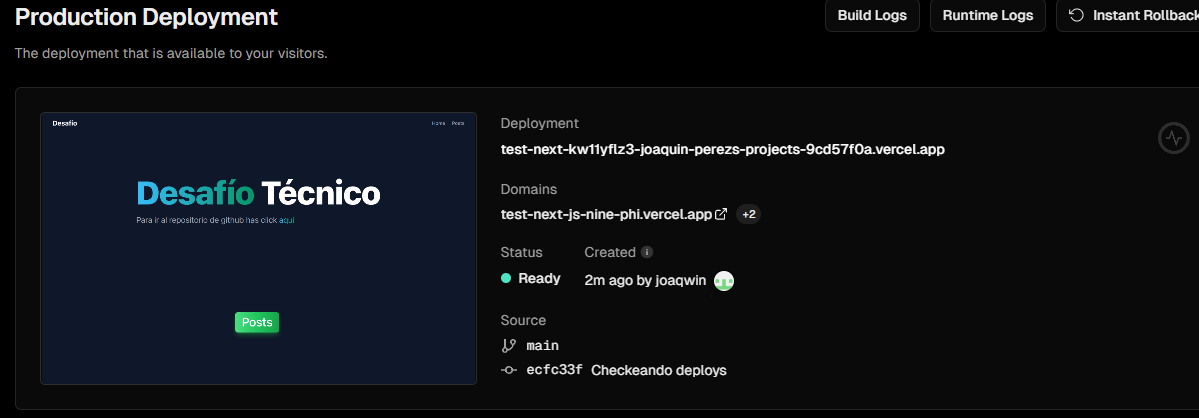 Production Deployment
Build Logs
Runtime Logs
Instant Rollback
The deployment that is available to your visitors.
Desafio
Home Posts
Desafío Técnico
Para ir al repositorio de github has click aquí
Posts
Deployment
test-next-kw11yflz3-joaquin-perezs-projects-9cd57f0a.vercel.app
Domains
test-next-js-nine-phi.vercel.app +2
Status
Created
Ready
2m ago by joaqwin
Source
main
ecfc33f Checkeando deploys